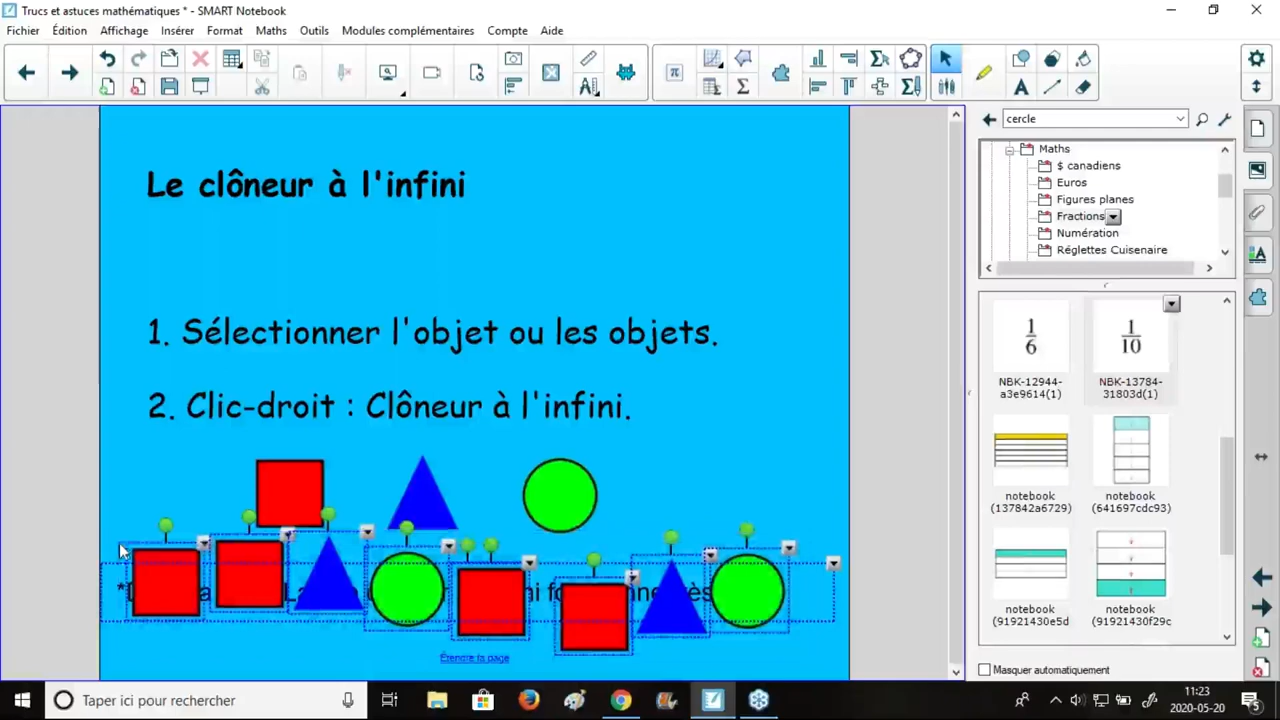 Trucs et astuces mathématiques * - SMART Notebook
Fichier Édition Affichage Insérer Format Maths Outils Modules complémentaires Compte Aide
cercle
Maths
$ canadiens
Euros
Figures planes
Fractions
Numération
Réglettes Cuisenaire
Le clôneur à l'infini
1. Sélectionner l'objet ou les objets.
2. Clic-droit : Clôneur à l'infini.
Étendre la page
1/6
1/10
NBK-12944-
a3e9614(1)
NBK-13784-
31803d(1)
notebook
(137842a6729)
notebook
(641697cdc93)
notebook
(91921430e5d
notebook
(91921430f29c
Masquer automatiquement
Taper ici pour rechercher
11:23
2020-05-20
5